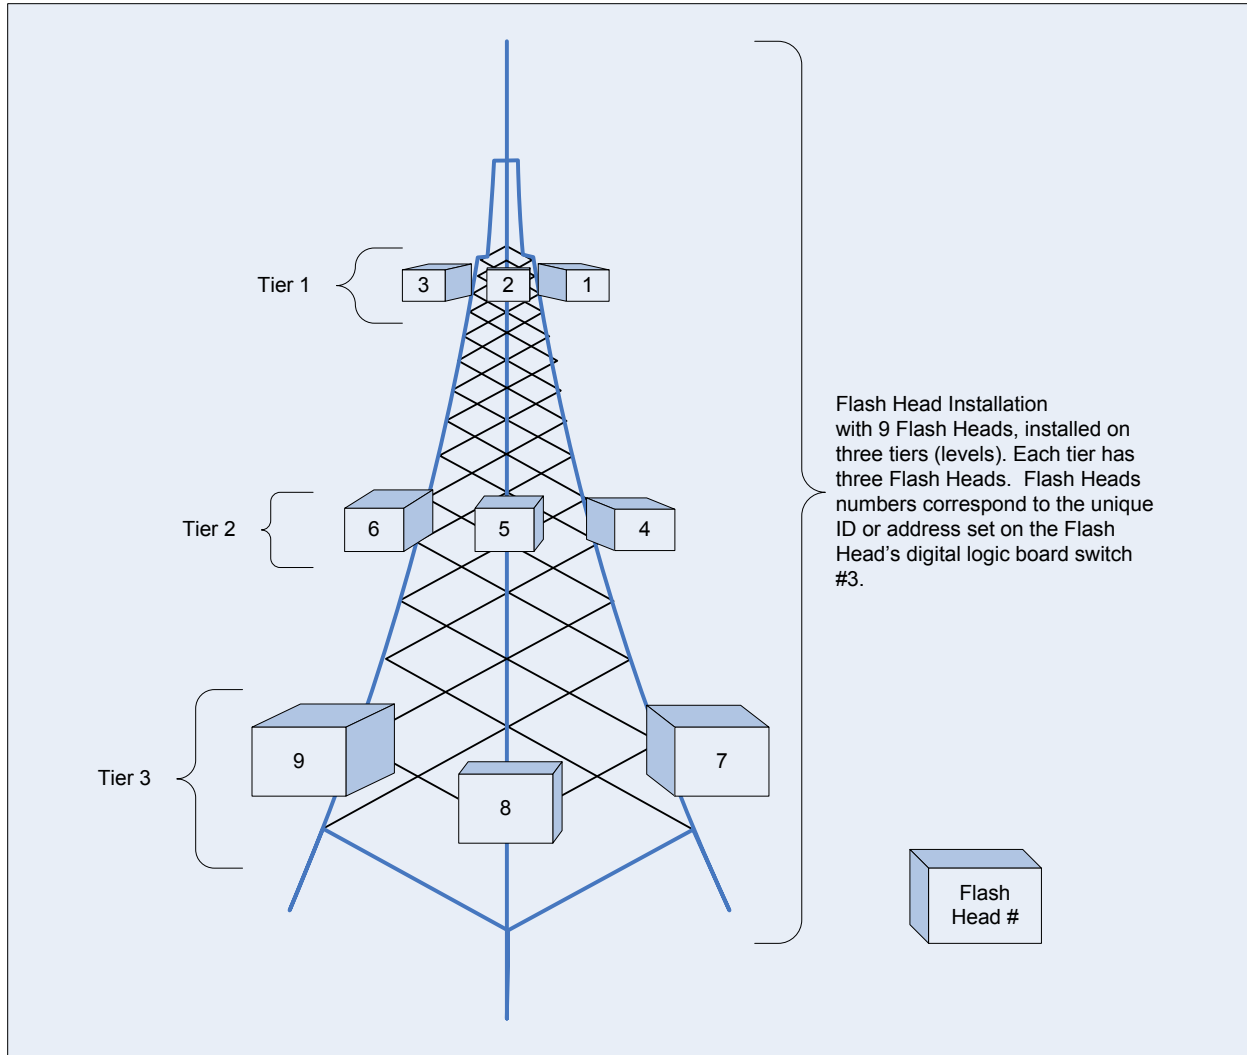 Tier 1
3
2
1
Flash Head Installation
with 9 Flash Heads, installed on
three tiers (levels). Each tier has
three Flash Heads.  Flash Heads
numbers correspond to the unique
ID or address set on the Flash
Head’s digital logic board switch
#3.
Tier 2
6
5
4
Tier 3
9
8
7
Flash
Head #